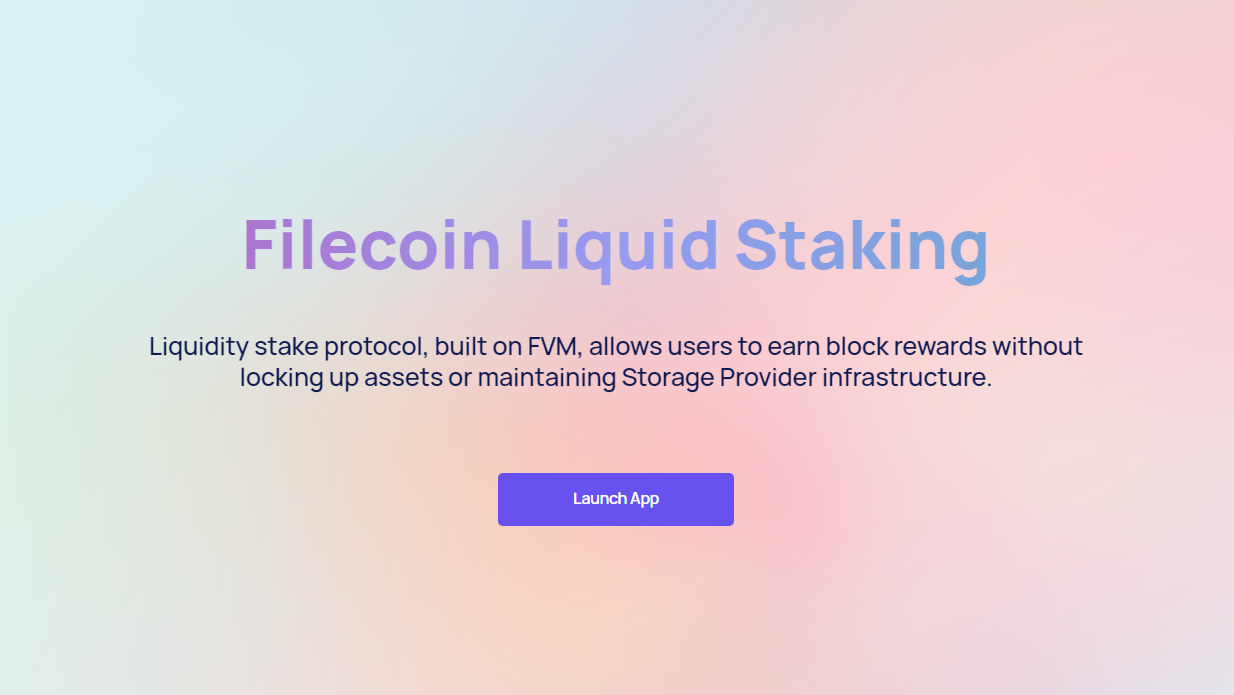 Filecoin Liquid Staking
Liquidity stake protocol, built on FVM, allows users to earn block rewards without
locking up assets or maintaining Storage Provider infrastructure.
Launch App